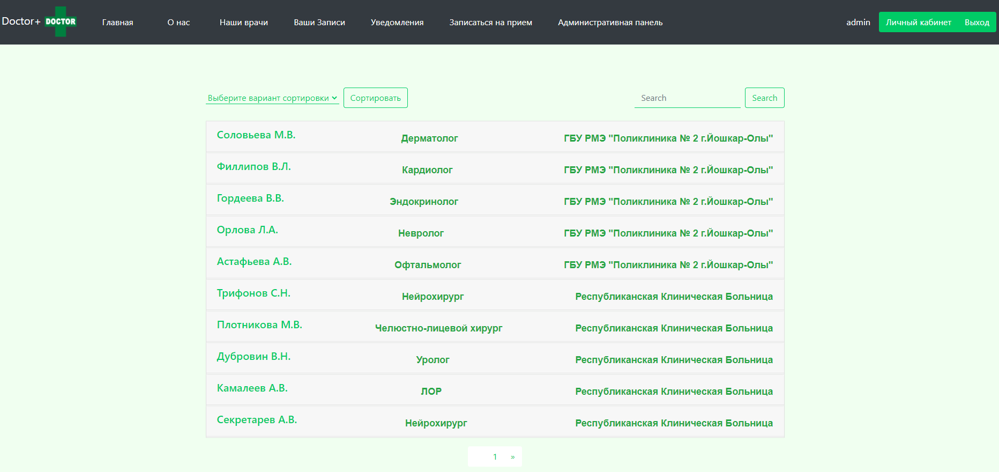 Doctor+ DOCTOR Главная О нас Наши врачи Ваши Записи Уведомления Записаться на прием Административная панель admin Личный кабинет Выход
Выберите вариант сортировки Сортировать Search Search
Соловьева М.В. Дерматолог ГБУ РМЭ "Поликлиника № 2 г.Йошкар-Олы"
Филлипов В.Л. Кардиолог ГБУ РМЭ "Поликлиника № 2 г.Йошкар-Олы"
Гордеева В.В. Эндокринолог ГБУ РМЭ "Поликлиника № 2 г.Йошкар-Олы"
Орлова Л.А. Невролог ГБУ РМЭ "Поликлиника № 2 г.Йошкар-Олы"
Астафьева А.В. Офтальмолог ГБУ РМЭ "Поликлиника № 2 г.Йошкар-Олы"
Трифонов С.Н. Нейрохирург Республиканская Клиническая Больница
Плотникова М.В. Челюстно-лицевой хирург Республиканская Клиническая Больница
Дубровин В.Н. Уролог Республиканская Клиническая Больница
Камалеев А.В. ЛОР Республиканская Клиническая Больница
Секретарев А.В. Нейрохирург Республиканская Клиническая Больница
1 »